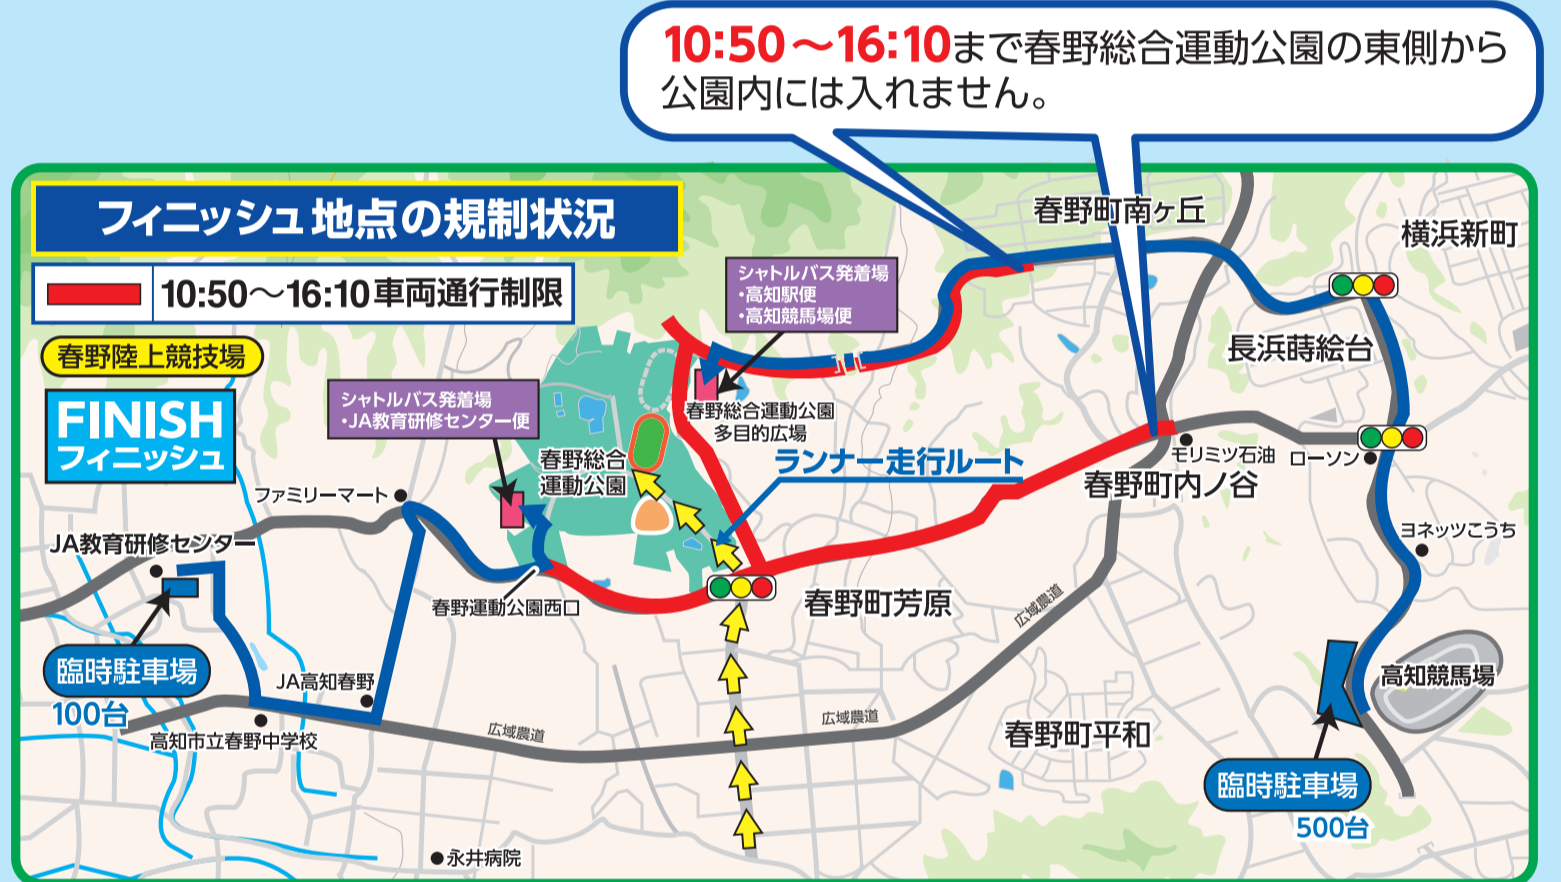 10:50～16:10まで春野総合運動公園の東側から
公園内には入れません。
フィニッシュ地点の規制状況
10:50～16:10車両通行制限
春野陸上競技場
FINISH
フィニッシュ
シャトルバス発着場
・高知駅便
・高知競馬場便
シャトルバス発着場
・JA教育研修センター便
春野町南ヶ丘
横浜新町
長浜蒔絵台
春野総合運動公園
多目的広場
春野総合
運動公園
ランナー走行ルート
モリミツ石油
ローソン
春野町内ノ谷
ファミリーマート
JA教育研修センター
ヨネッツこうち
春野運動公園西口
春野町芳原
広域農道
臨時駐車場
100台
JA高知春野
高知市立春野中学校
広域農道
広域農道
春野町平和
高知競馬場
臨時駐車場
500台
永井病院